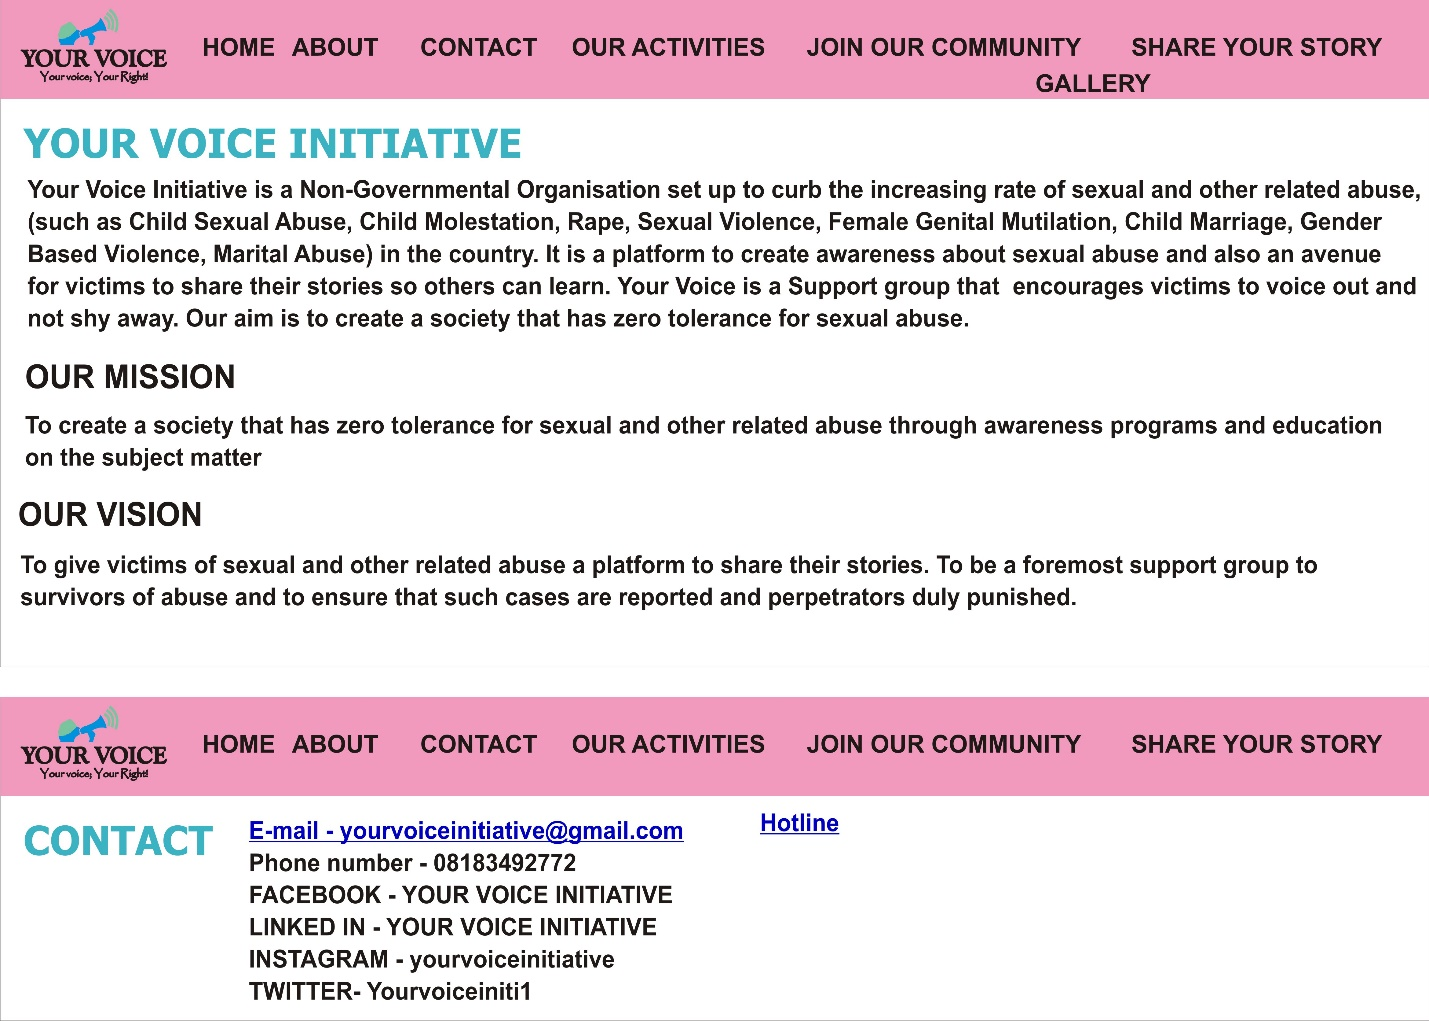 YOUR VOICE
Your voice; Your Right!
HOME ABOUT CONTACT OUR ACTIVITIES JOIN OUR COMMUNITY SHARE YOUR STORY
GALLERY
YOUR VOICE INITIATIVE
Your Voice Initiative is a Non-Governmental Organisation set up to curb the increasing rate of sexual and other related abuse,
(such as Child Sexual Abuse, Child Molestation, Rape, Sexual Violence, Female Genital Mutilation, Child Marriage, Gender
Based Violence, Marital Abuse) in the country. It is a platform to create awareness about sexual abuse and also an avenue
for victims to share their stories so others can learn. Your Voice is a Support group that encourages victims to voice out and
not shy away. Our aim is to create a society that has zero tolerance for sexual abuse.
OUR MISSION
To create a society that has zero tolerance for sexual and other related abuse through awareness programs and education
on the subject matter
OUR VISION
To give victims of sexual and other related abuse a platform to share their stories. To be a foremost support group to
survivors of abuse and to ensure that such cases are reported and perpetrators duly punished.
YOUR VOICE
Your voice; Your Right!
HOME ABOUT CONTACT OUR ACTIVITIES JOIN OUR COMMUNITY SHARE YOUR STORY
CONTACT
E-mail - yourvoiceinitiative@gmail.com
Phone number - 08183492772
FACEBOOK - YOUR VOICE INITIATIVE
LINKED IN - YOUR VOICE INITIATIVE
INSTAGRAM - yourvoiceinitiative
TWITTER- Yourvoiceiniti1
Hotline